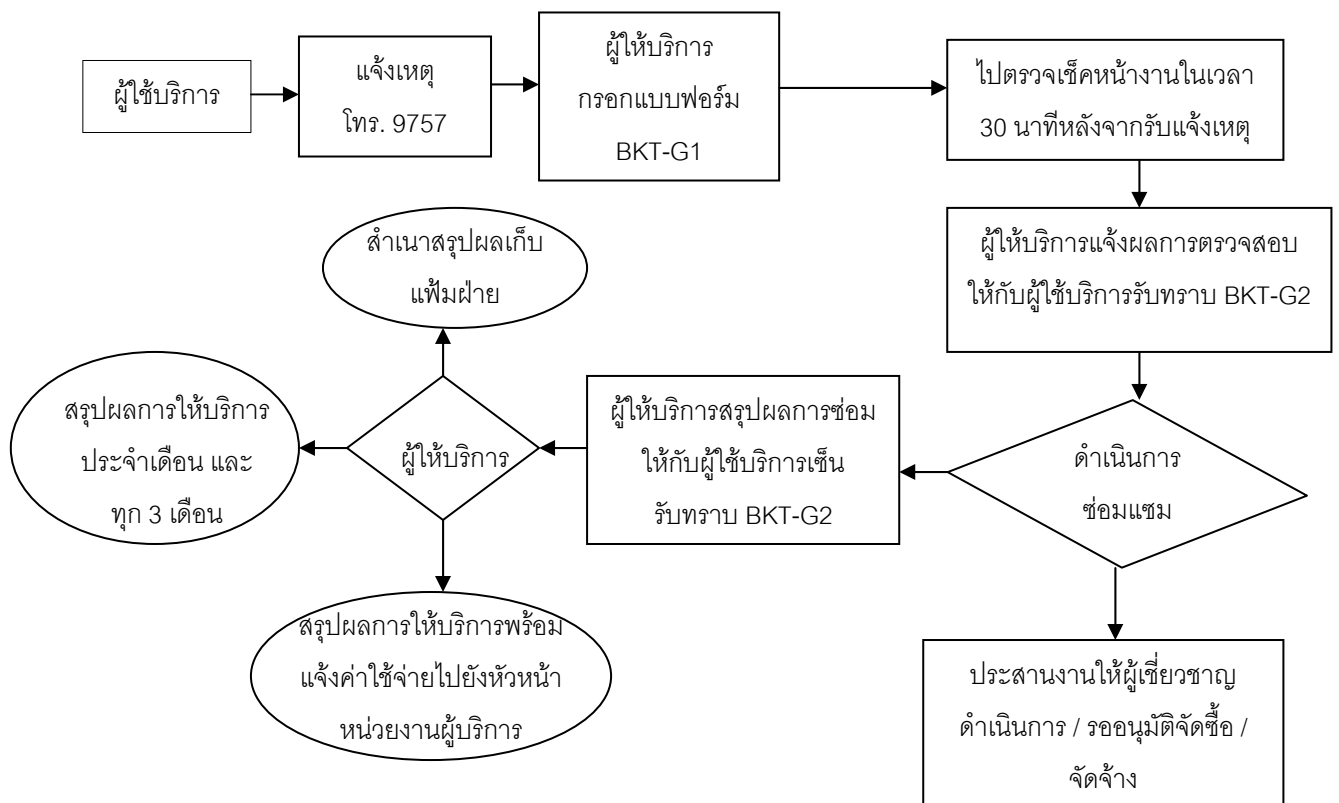 ผู้ใช้บริการ
แจ้งเหตุ
โทร. 9757
ผู้ให้บริการ
กรอกแบบฟอร์ม
BKT-G1
ไปตรวจเช็คหน้างานในเวลา
30 นาทีหลังจากรับแจ้งเหตุ
ผู้ให้บริการแจ้งผลการตรวจสอบ
ให้กับผู้ใช้บริการรับทราบ BKT-G2
ดำเนินการ
ซ่อมแซม
ประสานงานให้ผู้เชี่ยวชาญ
ดำเนินการ / รออนุมัติจัดซื้อ /
จัดจ้าง
ผู้ให้บริการสรุปผลการซ่อม
ให้กับผู้ใช้บริการเซ็น
รับทราบ BKT-G2
ผู้ให้บริการ
สำเนาสรุปผลเก็บ
แฟ้มฝ่าย
สรุปผลการให้บริการ
ประจำเดือน และ
ทุก 3 เดือน
สรุปผลการให้บริการพร้อม
แจ้งค่าใช้จ่ายไปยังหัวหน้า
หน่วยงานผู้บริการ